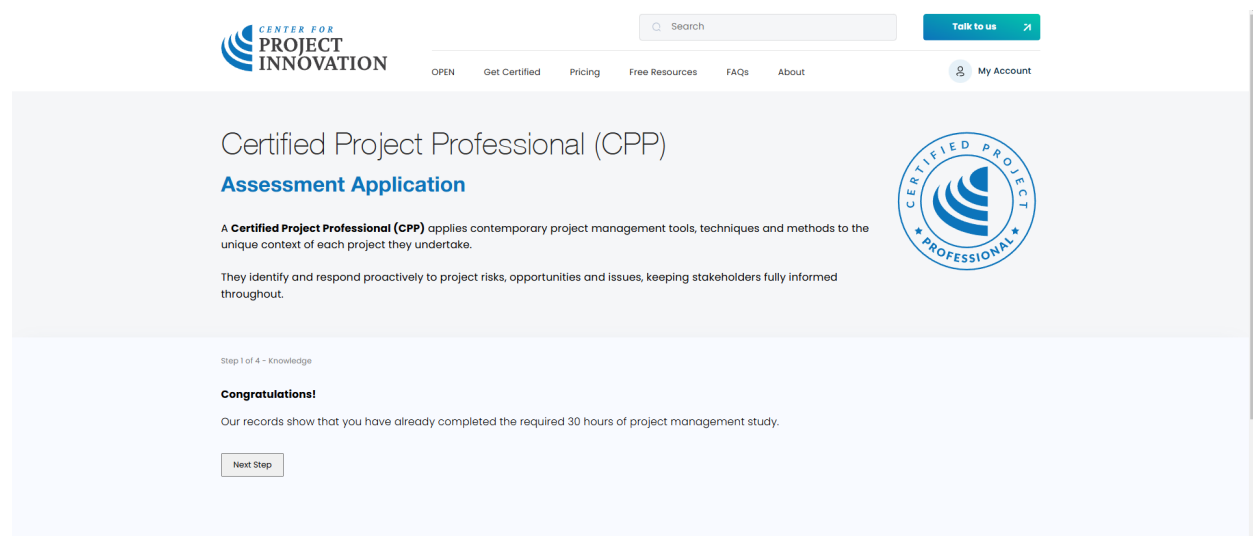 CENTER FOR
PROJECT
INNOVATION
Search
Talk to us
OPEN
Get Certified
Pricing
Free Resources
FAQs
About
My Account
Certified Project Professional (CPP)
Assessment Application
A Certified Project Professional (CPP) applies contemporary project management tools, techniques and methods to the
unique context of each project they undertake.
They identify and respond proactively to project risks, opportunities and issues, keeping stakeholders fully informed
throughout.
CERTIFIED PROJECT
PROFESSIONAL
Step 1 of 4 - Knowledge
Congratulations!
Our records show that you have already completed the required 30 hours of project management study.
Next Step